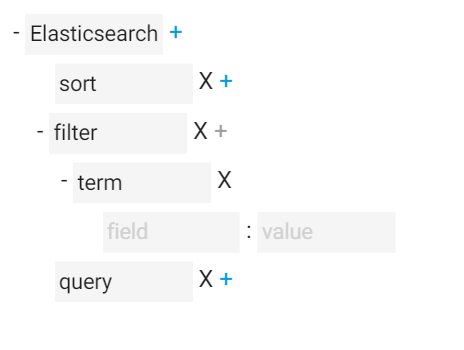 - Elasticsearch +
sort X +
- filter X +
- term X
field : value
query X +